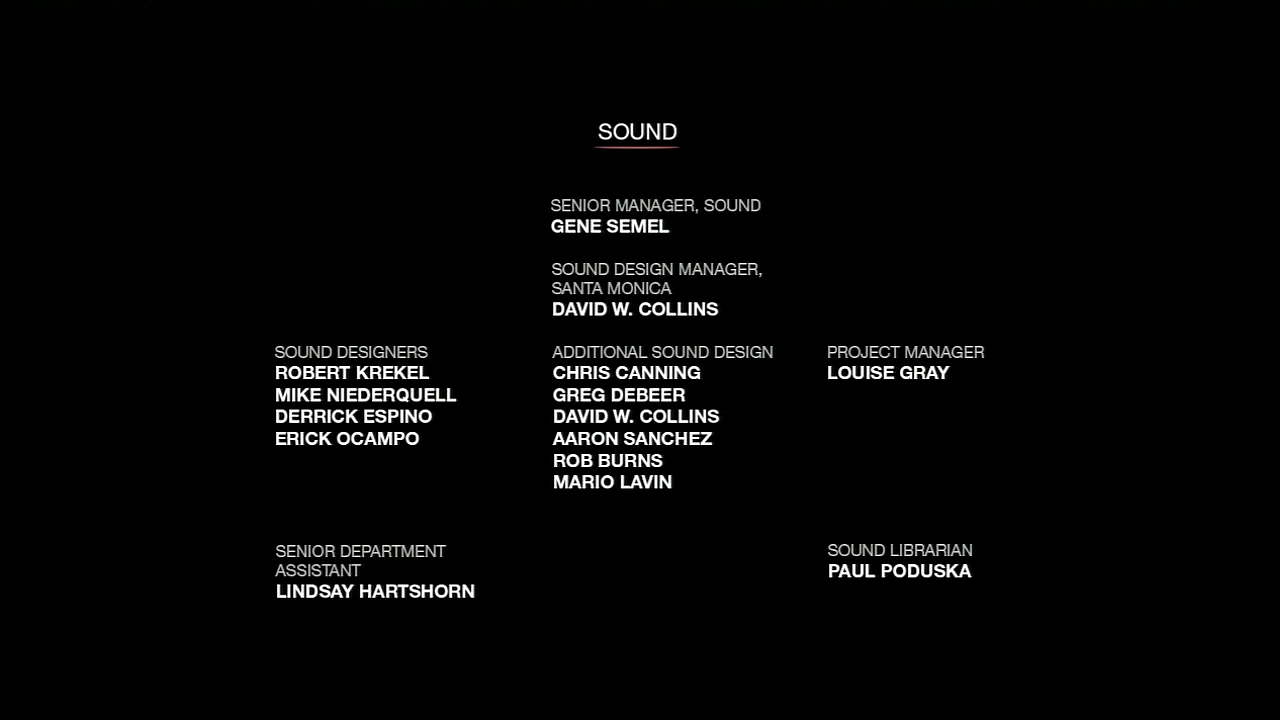 SOUND
SENIOR MANAGER, SOUND
GENE SEMEL
SOUND DESIGN MANAGER,
SANTA MONICA
DAVID W. COLLINS
SOUND DESIGNERS
ROBERT KREKEL
MIKE NIEDERQUELL
DERRICK ESPINO
ERICK OCAMPO
ADDITIONAL SOUND DESIGN
CHRIS CANNING
GREG DEBEER
DAVID W. COLLINS
AARON SANCHEZ
ROB BURNS
MARIO LAVIN
PROJECT MANAGER
LOUISE GRAY
SENIOR DEPARTMENT
ASSISTANT
LINDSAY HARTSHORN
SOUND LIBRARIAN
PAUL PODUSKA